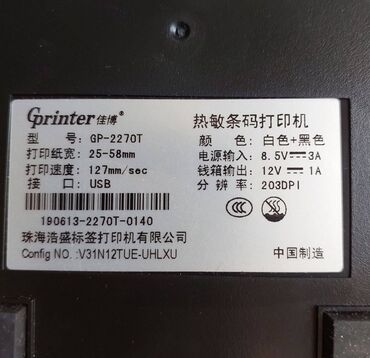 Gprinter 佳博® 热敏条码打印机
型 号: GP-2270T 颜 色: 白色+黑色
打印纸宽: 25-58mm 电源输入: 8.5V⎓3A
打印速度: 127mm/sec 钱箱输出: 12V⎓1A
接 口: USB 分 辨 率: 203DPI
190613-2270T-0140
珠海浩盛标签打印机有限公司
Config NO. :V31N12TUE-UHLXU 中国制造